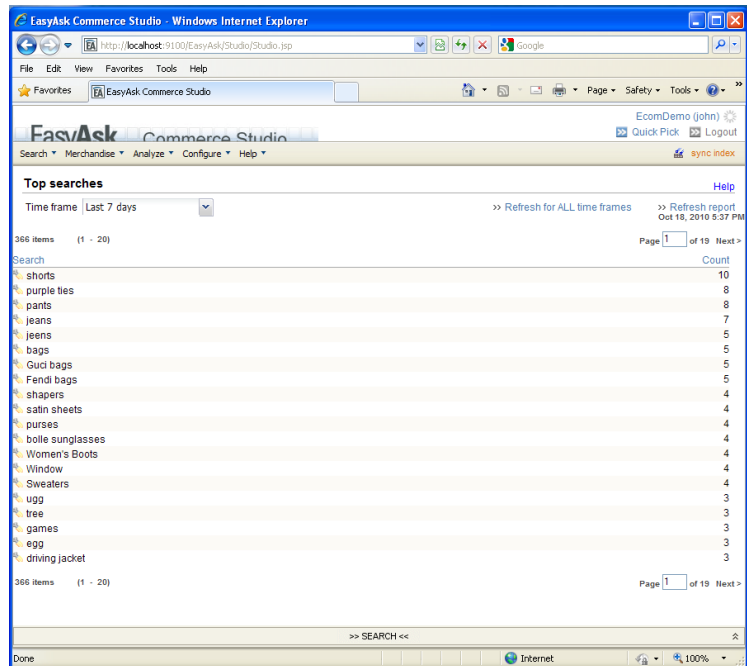 EasyAsk Commerce Studio - Windows Internet Explorer
EA http://localhost:9100/EasyAsk/Studio/Studio.jsp Google
File Edit View Favorites Tools Help
Favorites EA EasyAsk Commerce Studio Page Safety Tools »
EcomDemo (john)
EasyAsk Commerce Studio Quick Pick Logout
Search Merchandise Analyze Configure Help sync index
Top searches Help
Time frame Last 7 days >> Refresh for ALL time frames >> Refresh report
Oct 18, 2010 5:37 PM
366 items (1 - 20) Page 1 of 19 Next >
Search Count
shorts 10
purple ties 8
pants 8
jeans 7
jeens 5
bags 5
Guci bags 5
Fendi bags 5
shapers 4
satin sheets 4
purses 4
bolle sunglasses 4
Women's Boots 4
Window 4
Sweaters 4
ugg 3
tree 3
games 3
egg 3
driving jacket 3
366 items (1 - 20) Page 1 of 19 Next >
>> SEARCH <<
Done Internet 100%